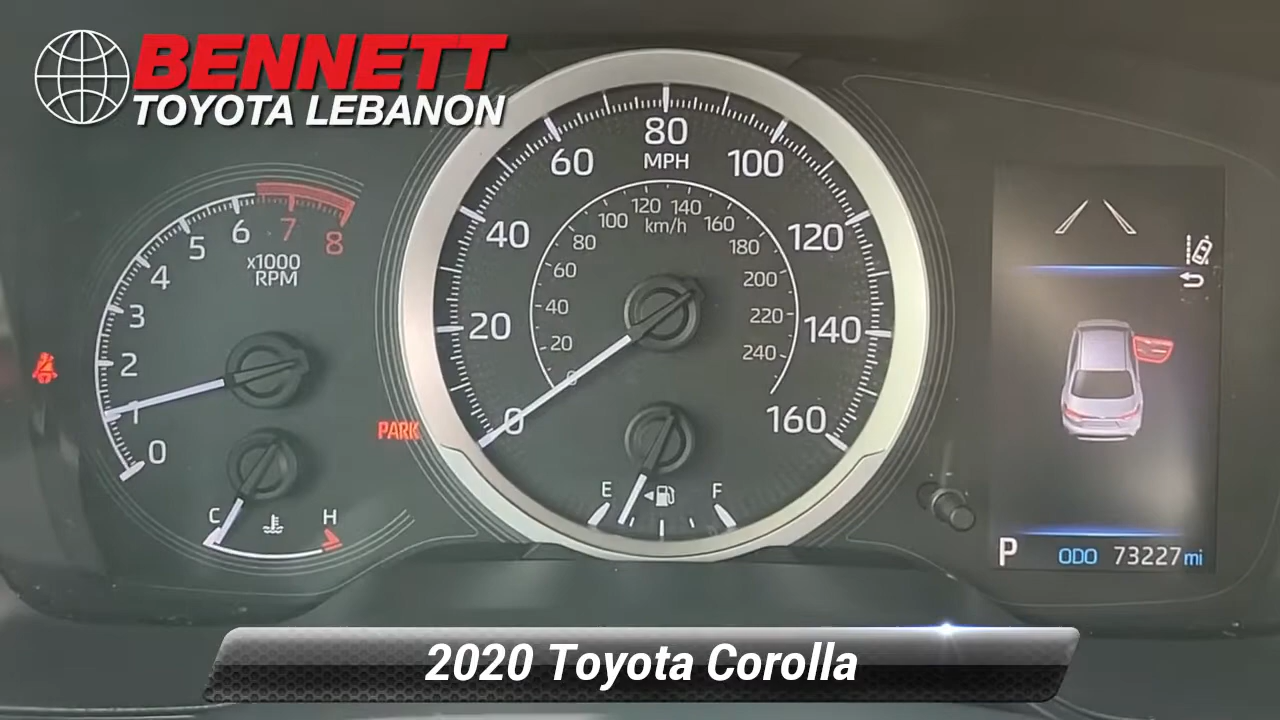 BENNETT
TOYOTA LEBANON
0 1 2 3 4 5 6 7 8
x1000
RPM
C H
PARK
0 20 40 60 80 100 120 140 160
MPH
0 20 40 60 80 100 120 140 160 180 200 220 240
km/h
E F
P ODO 73227 mi
2020 Toyota Corolla